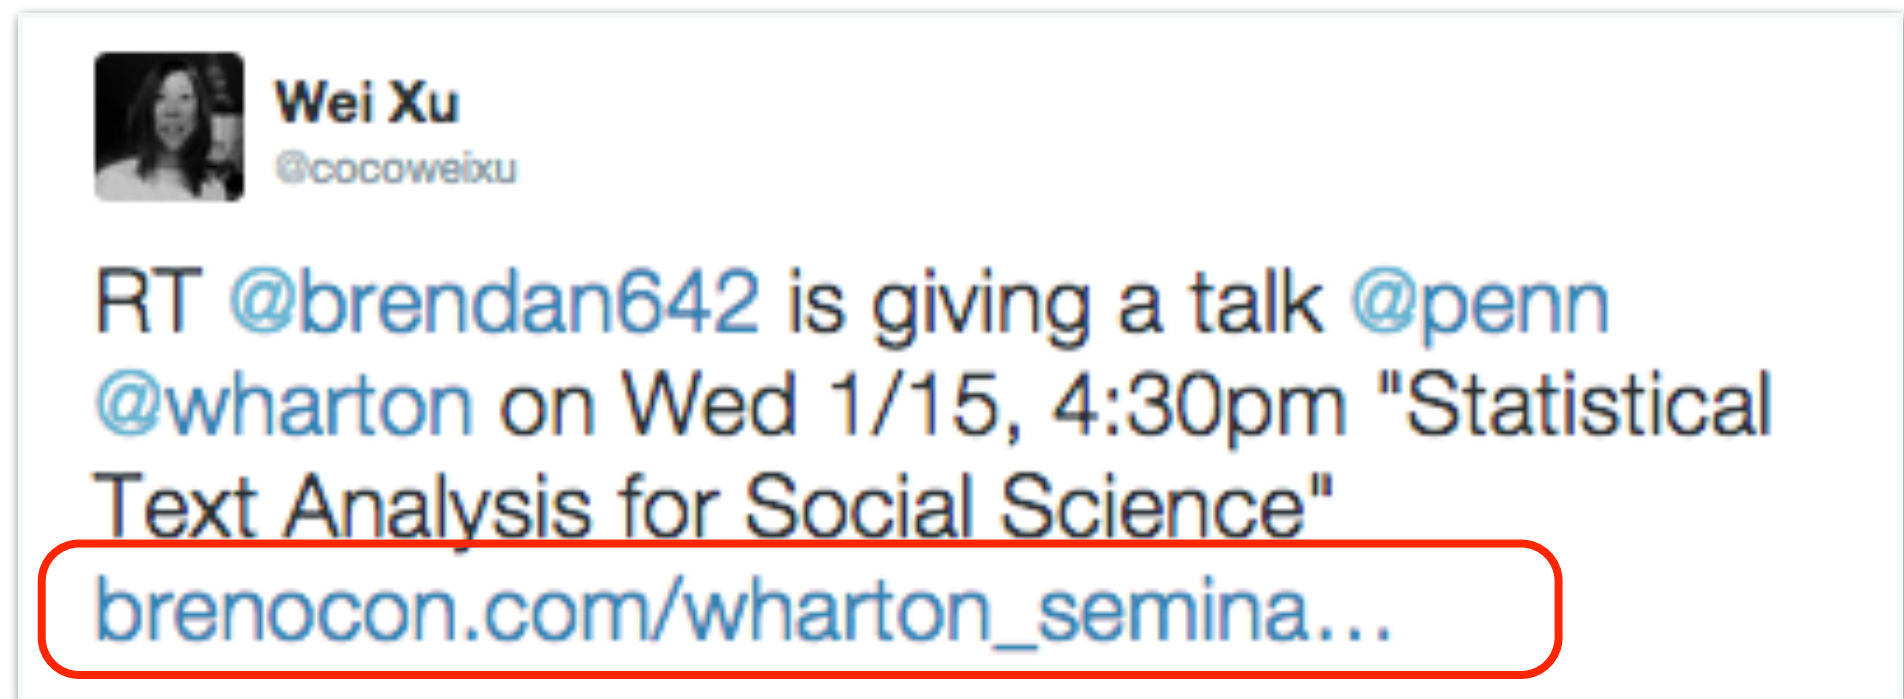 Wei Xu
@cocoweixu
RT @brendan642 is giving a talk @penn
@wharton on Wed 1/15, 4:30pm "Statistical
Text Analysis for Social Science"
brenocon.com/wharton_semina...